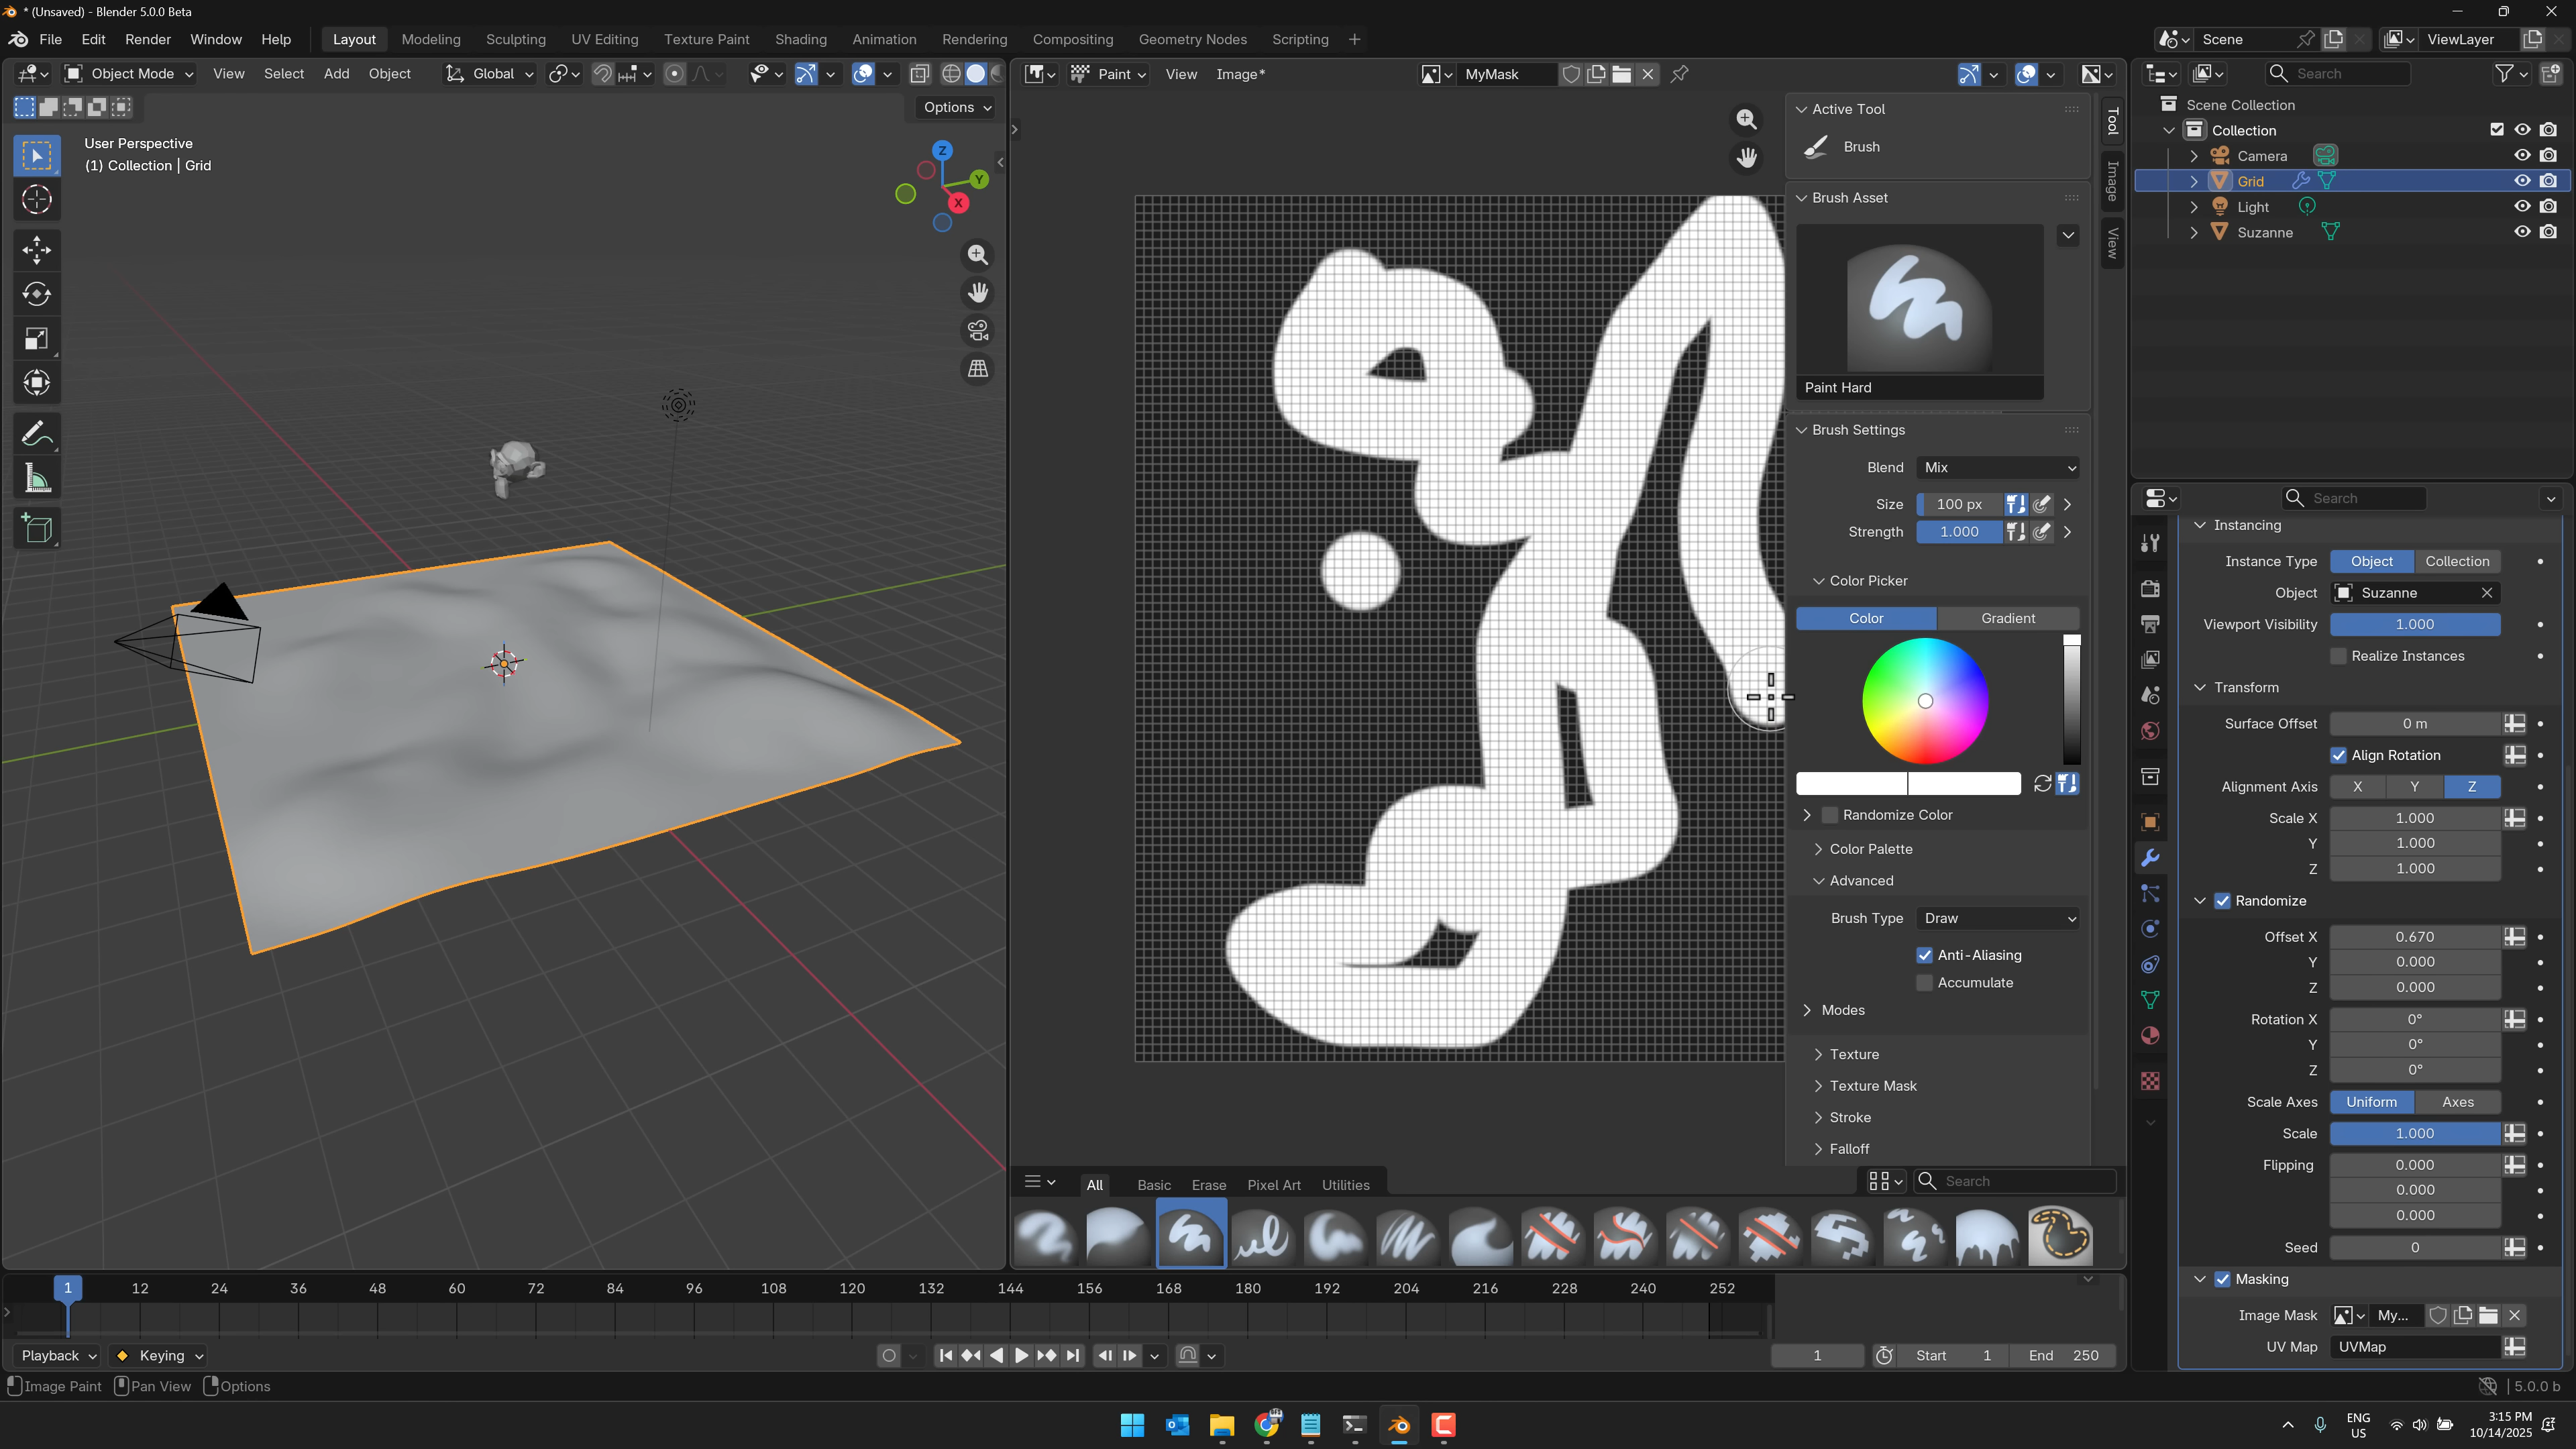 * (Unsaved) - Blender 5.0.0 Beta
File Edit Render Window Help
Layout Modeling Sculpting UV Editing Texture Paint Shading Animation Rendering Compositing Geometry Nodes Scripting
Scene
ViewLayer
Object Mode View Select Add Object
Global
Options
User Perspective
(1) Collection | Grid
Z
Y
X
Paint View Image*
MyMask
Active Tool
Brush
Brush Asset
Paint Hard
Brush Settings
Blend Mix
Size 100 px
Strength 1.000
Color Picker
Color Gradient
Randomize Color
Color Palette
Advanced
Brush Type Draw
Anti-Aliasing
Accumulate
Modes
Texture
Texture Mask
Stroke
Falloff
Tool
Image
View
All Basic Erase Pixel Art Utilities
Search
Search
Scene Collection
Collection
Camera
Grid
Light
Suzanne
Search
Instancing
Instance Type Object Collection
Object Suzanne
Viewport Visibility 1.000
Realize Instances
Transform
Surface Offset 0 m
Align Rotation
Alignment Axis X Y Z
Scale X 1.000
Y 1.000
Z 1.000
Randomize
Offset X 0.670
Y 0.000
Z 0.000
Rotation X 0°
Y 0°
Z 0°
Scale Axes Uniform Axes
Scale 1.000
Flipping 0.000
0.000
0.000
Seed 0
Masking
Image Mask My...
UV Map UVMap
1 12 24 36 48 60 72 84 96 108 120 132 144 156 168 180 192 204 216 228 240 252
Playback Keying
1 Start 1 End 250
Image Paint Pan View Options
5.0.0 b
ENG
US
3:15 PM
10/14/2025